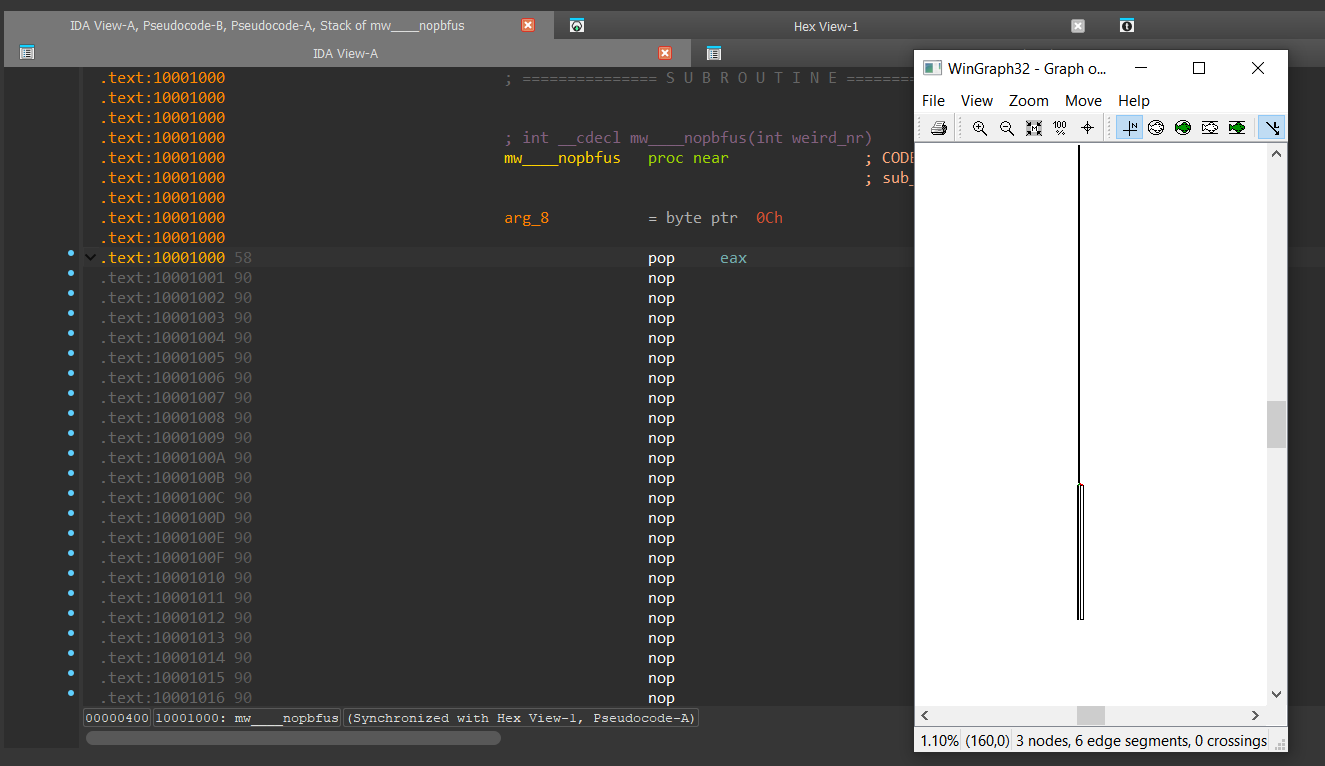 IDA View-A, Pseudocode-B, Pseudocode-A, Stack of mw____nopbfus
Hex View-1
IDA View-A
.text:10001000 ; =============== S U B R O U T I N E =========
.text:10001000
.text:10001000
.text:10001000 ; int __cdecl mw____nopbfus(int weird_nr)
.text:10001000 mw____nopbfus proc near ; CODE
.text:10001000 ; sub_
.text:10001000
.text:10001000 arg_8 = byte ptr 0Ch
.text:10001000
.text:10001000 58 pop eax
.text:10001001 90 nop
.text:10001002 90 nop
.text:10001003 90 nop
.text:10001004 90 nop
.text:10001005 90 nop
.text:10001006 90 nop
.text:10001007 90 nop
.text:10001008 90 nop
.text:10001009 90 nop
.text:1000100A 90 nop
.text:1000100B 90 nop
.text:1000100C 90 nop
.text:1000100D 90 nop
.text:1000100E 90 nop
.text:1000100F 90 nop
.text:10001010 90 nop
.text:10001011 90 nop
.text:10001012 90 nop
.text:10001013 90 nop
.text:10001014 90 nop
.text:10001015 90 nop
.text:10001016 90 nop
00000400 10001000: mw____nopbfus (Synchronized with Hex View-1, Pseudocode-A)
WinGraph32 - Graph o...
File View Zoom Move Help
100 %
1.10% (160,0) 3 nodes, 6 edge segments, 0 crossings